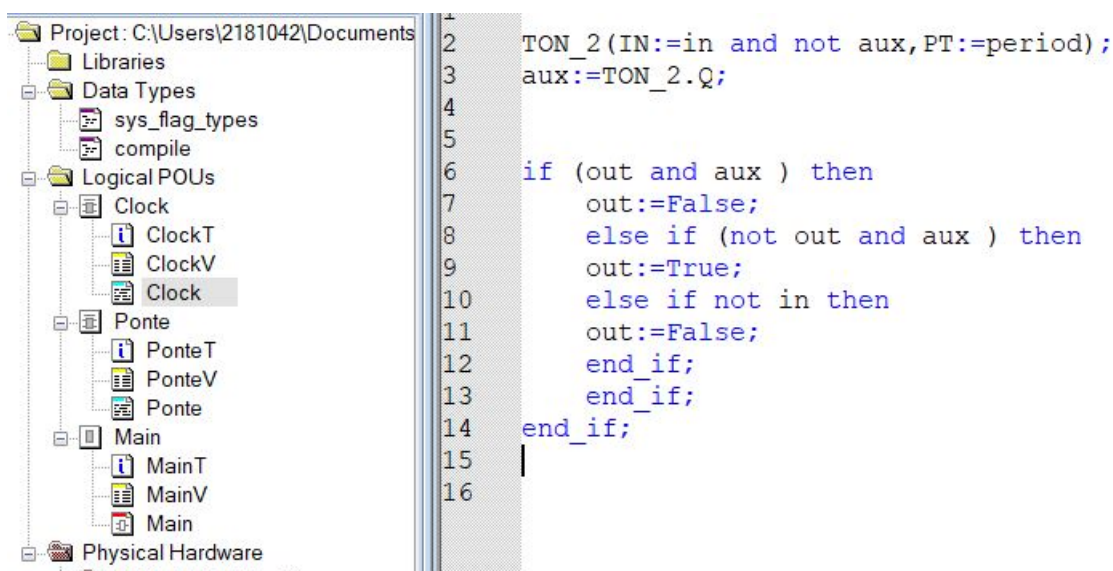 Project : C:\Users\2181042\Documents
Libraries
Data Types
sys_flag_types
compile
Logical POUs
Clock
ClockT
ClockV
Clock
Ponte
PonteT
PonteV
Ponte
Main
MainT
MainV
Main
Physical Hardware
1
2 TON_2(IN:=in and not aux,PT:=period);
3 aux:=TON_2.Q;
4
5
6 if (out and aux ) then
7 out:=False;
8 else if (not out and aux ) then
9 out:=True;
10 else if not in then
11 out:=False;
12 end_if;
13 end_if;
14 end_if;
15
16